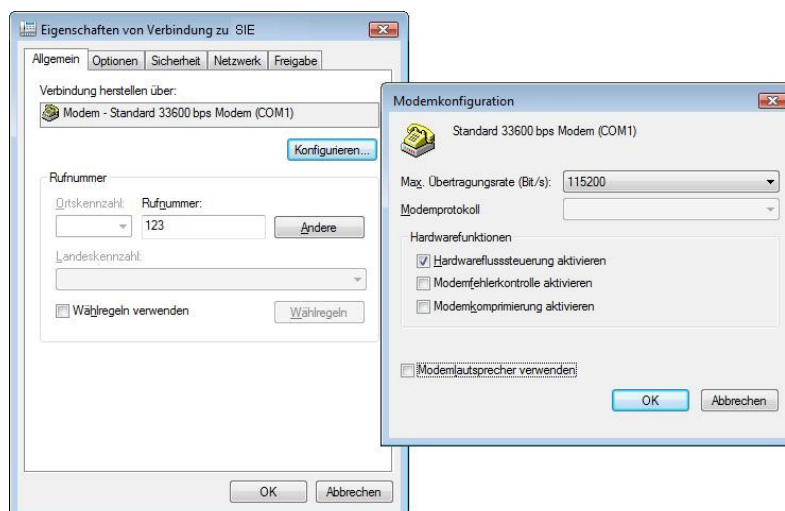 Eigenschaften von Verbindung zu SIE
Allgemein Optionen Sicherheit Netzwerk Freigabe
Verbindung herstellen über:
Modem - Standard 33600 bps Modem (COM1)
Konfigurieren...
Rufnummer
Ortskennzahl: Rufnummer:
123 Andere
Landeskennzahl:
Wählregeln verwenden Wählregeln
OK Abbrechen
Modemkonfiguration
Standard 33600 bps Modem (COM1)
Max. Übertragungsrate (Bit/s): 115200
Modemprotokoll
Hardwarefunktionen
Hardwareflusssteuerung aktivieren
Modemfehlerkontrolle aktivieren
Modemkomprimierung aktivieren
Modemlautsprecher verwenden
OK Abbrechen